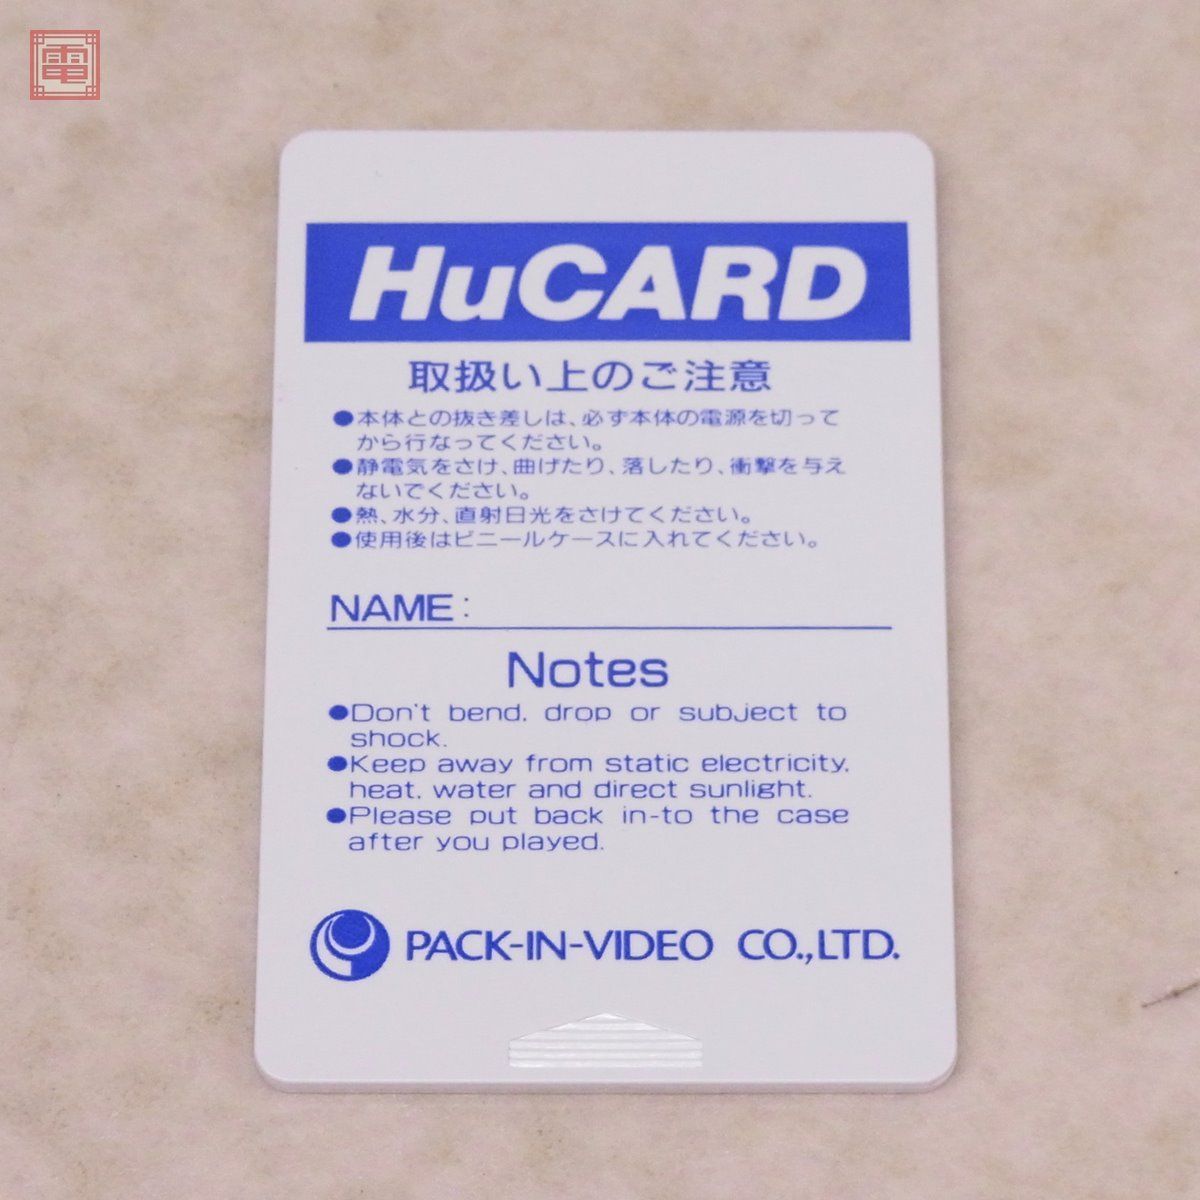 電
HuCARD
取扱い上のご注意
●本体との抜き差しは、必ず本体の電源を切って
から行なってください。
●静電気をさけ、曲げたり、落したり、衝撃を与え
ないでください。
●熱、水分、直射日光をさけてください。
●使用後はビニールケースに入れてください。
NAME:
Notes
●Don't bend, drop or subject to
shock.
●Keep away from static electricity,
heat, water and direct sunlight.
●Please put back in-to the case
after you played.
PACK-IN-VIDEO CO.,LTD.